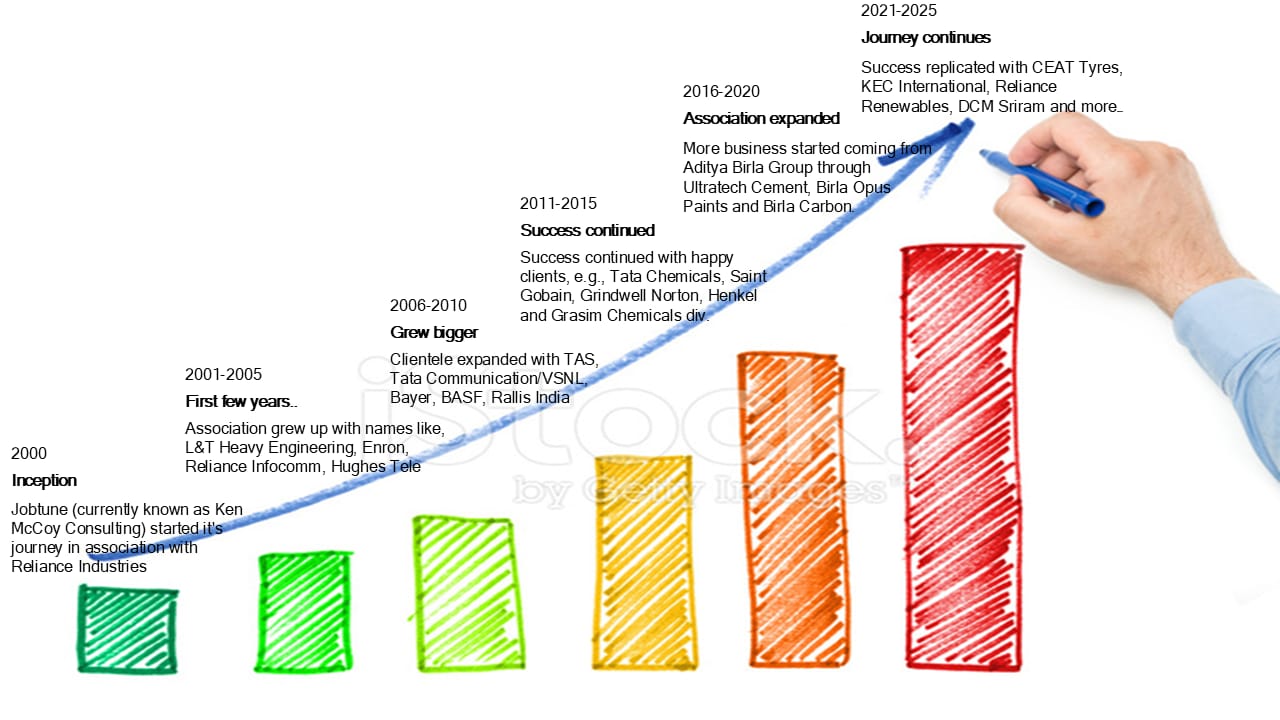 2021-2025
Journey continues
Success replicated with CEAT Tyres,
KEC International, Reliance
Renewables, DCM Sriram and more..
2016-2020
Association expanded
More business started coming from
Aditya Birla Group through
Ultratech Cement, Birla Opus
Paints and Birla Carbon.
2011-2015
Success continued
Success continued with happy
clients, e.g., Tata Chemicals, Saint
Gobain, Grindwell Norton, Henkel
and Grasim Chemicals div.
2006-2010
Grew bigger
Clientele expanded with TAS,
Tata Communication/VSNL,
Bayer, BASF, Rallis India
2001-2005
First few years..
Association grew up with names like,
L&T Heavy Engineering, Enron,
Reliance Infocomm, Hughes Tele
2000
Inception
Jobtune (currently known as Ken
McCoy Consulting) started it's
journey in association with
Reliance Industries
iStock.
by Getty Images™